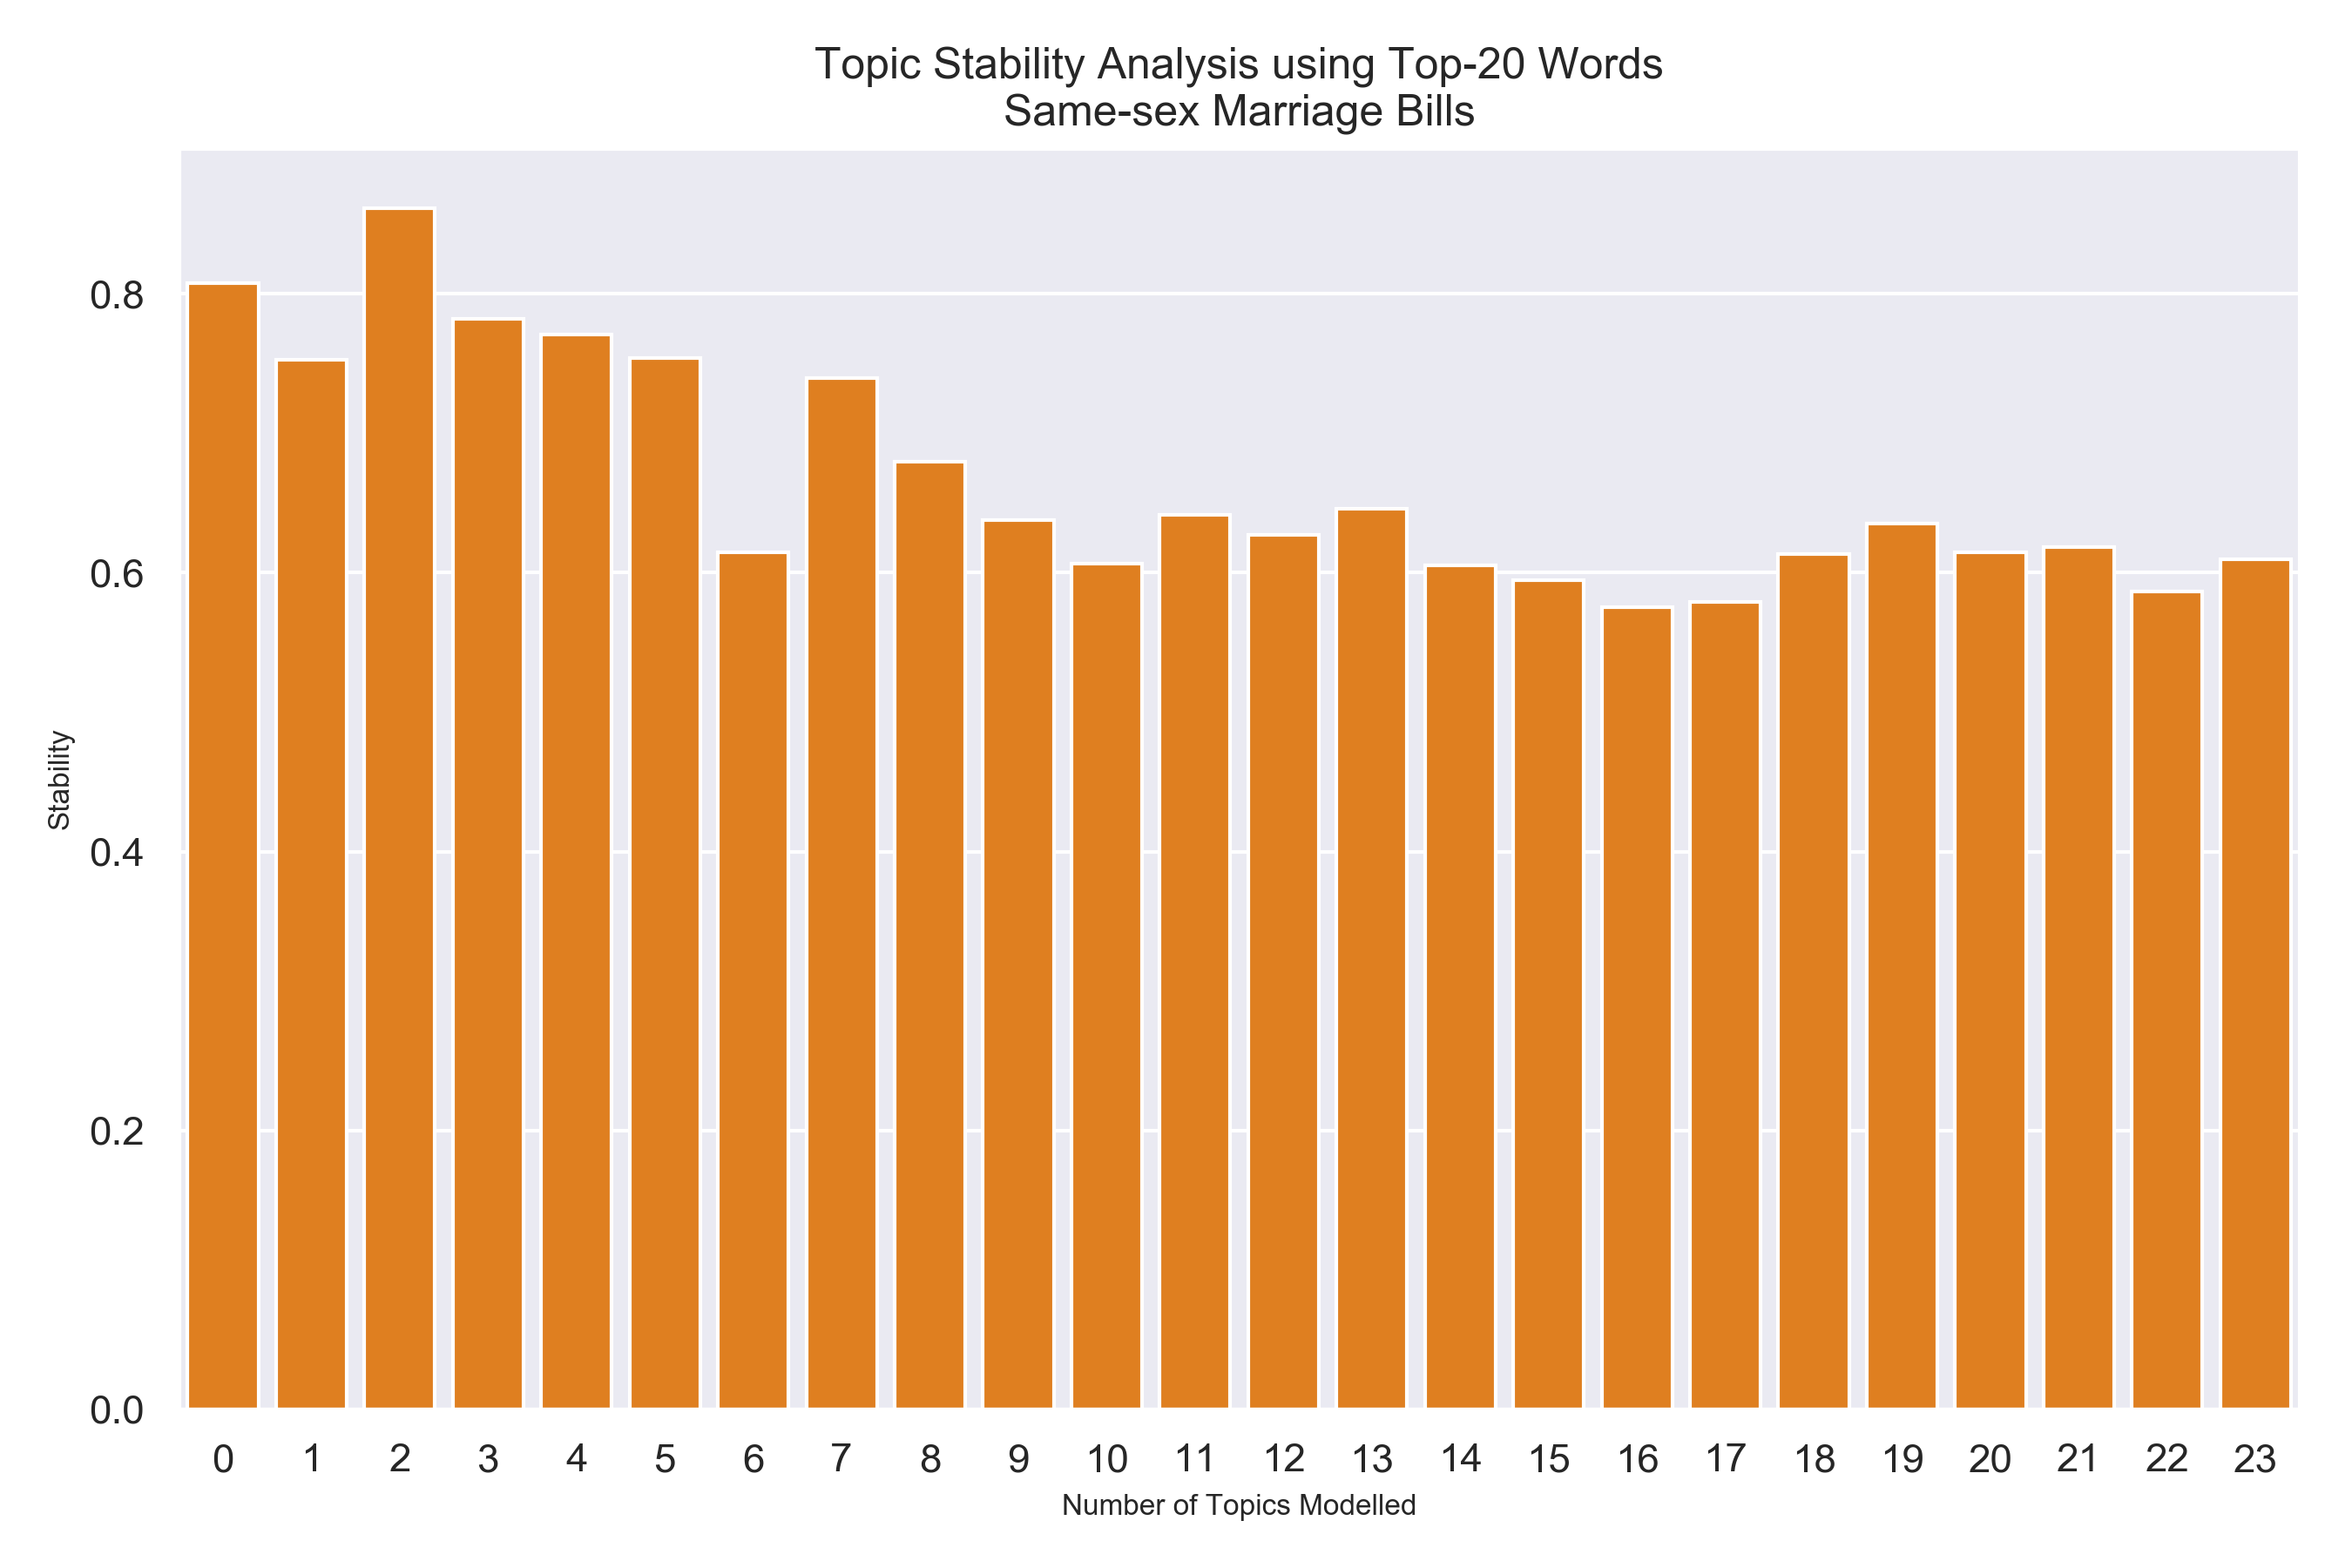 Topic Stability Analysis using Top-20 Words
Same-sex Marriage Bills
Stability
0.8
0.6
0.4
0.2
0.0
0 1 2 3 4 5 6 7 8 9 10 11 12 13 14 15 16 17 18 19 20 21 22 23
Number of Topics Modelled